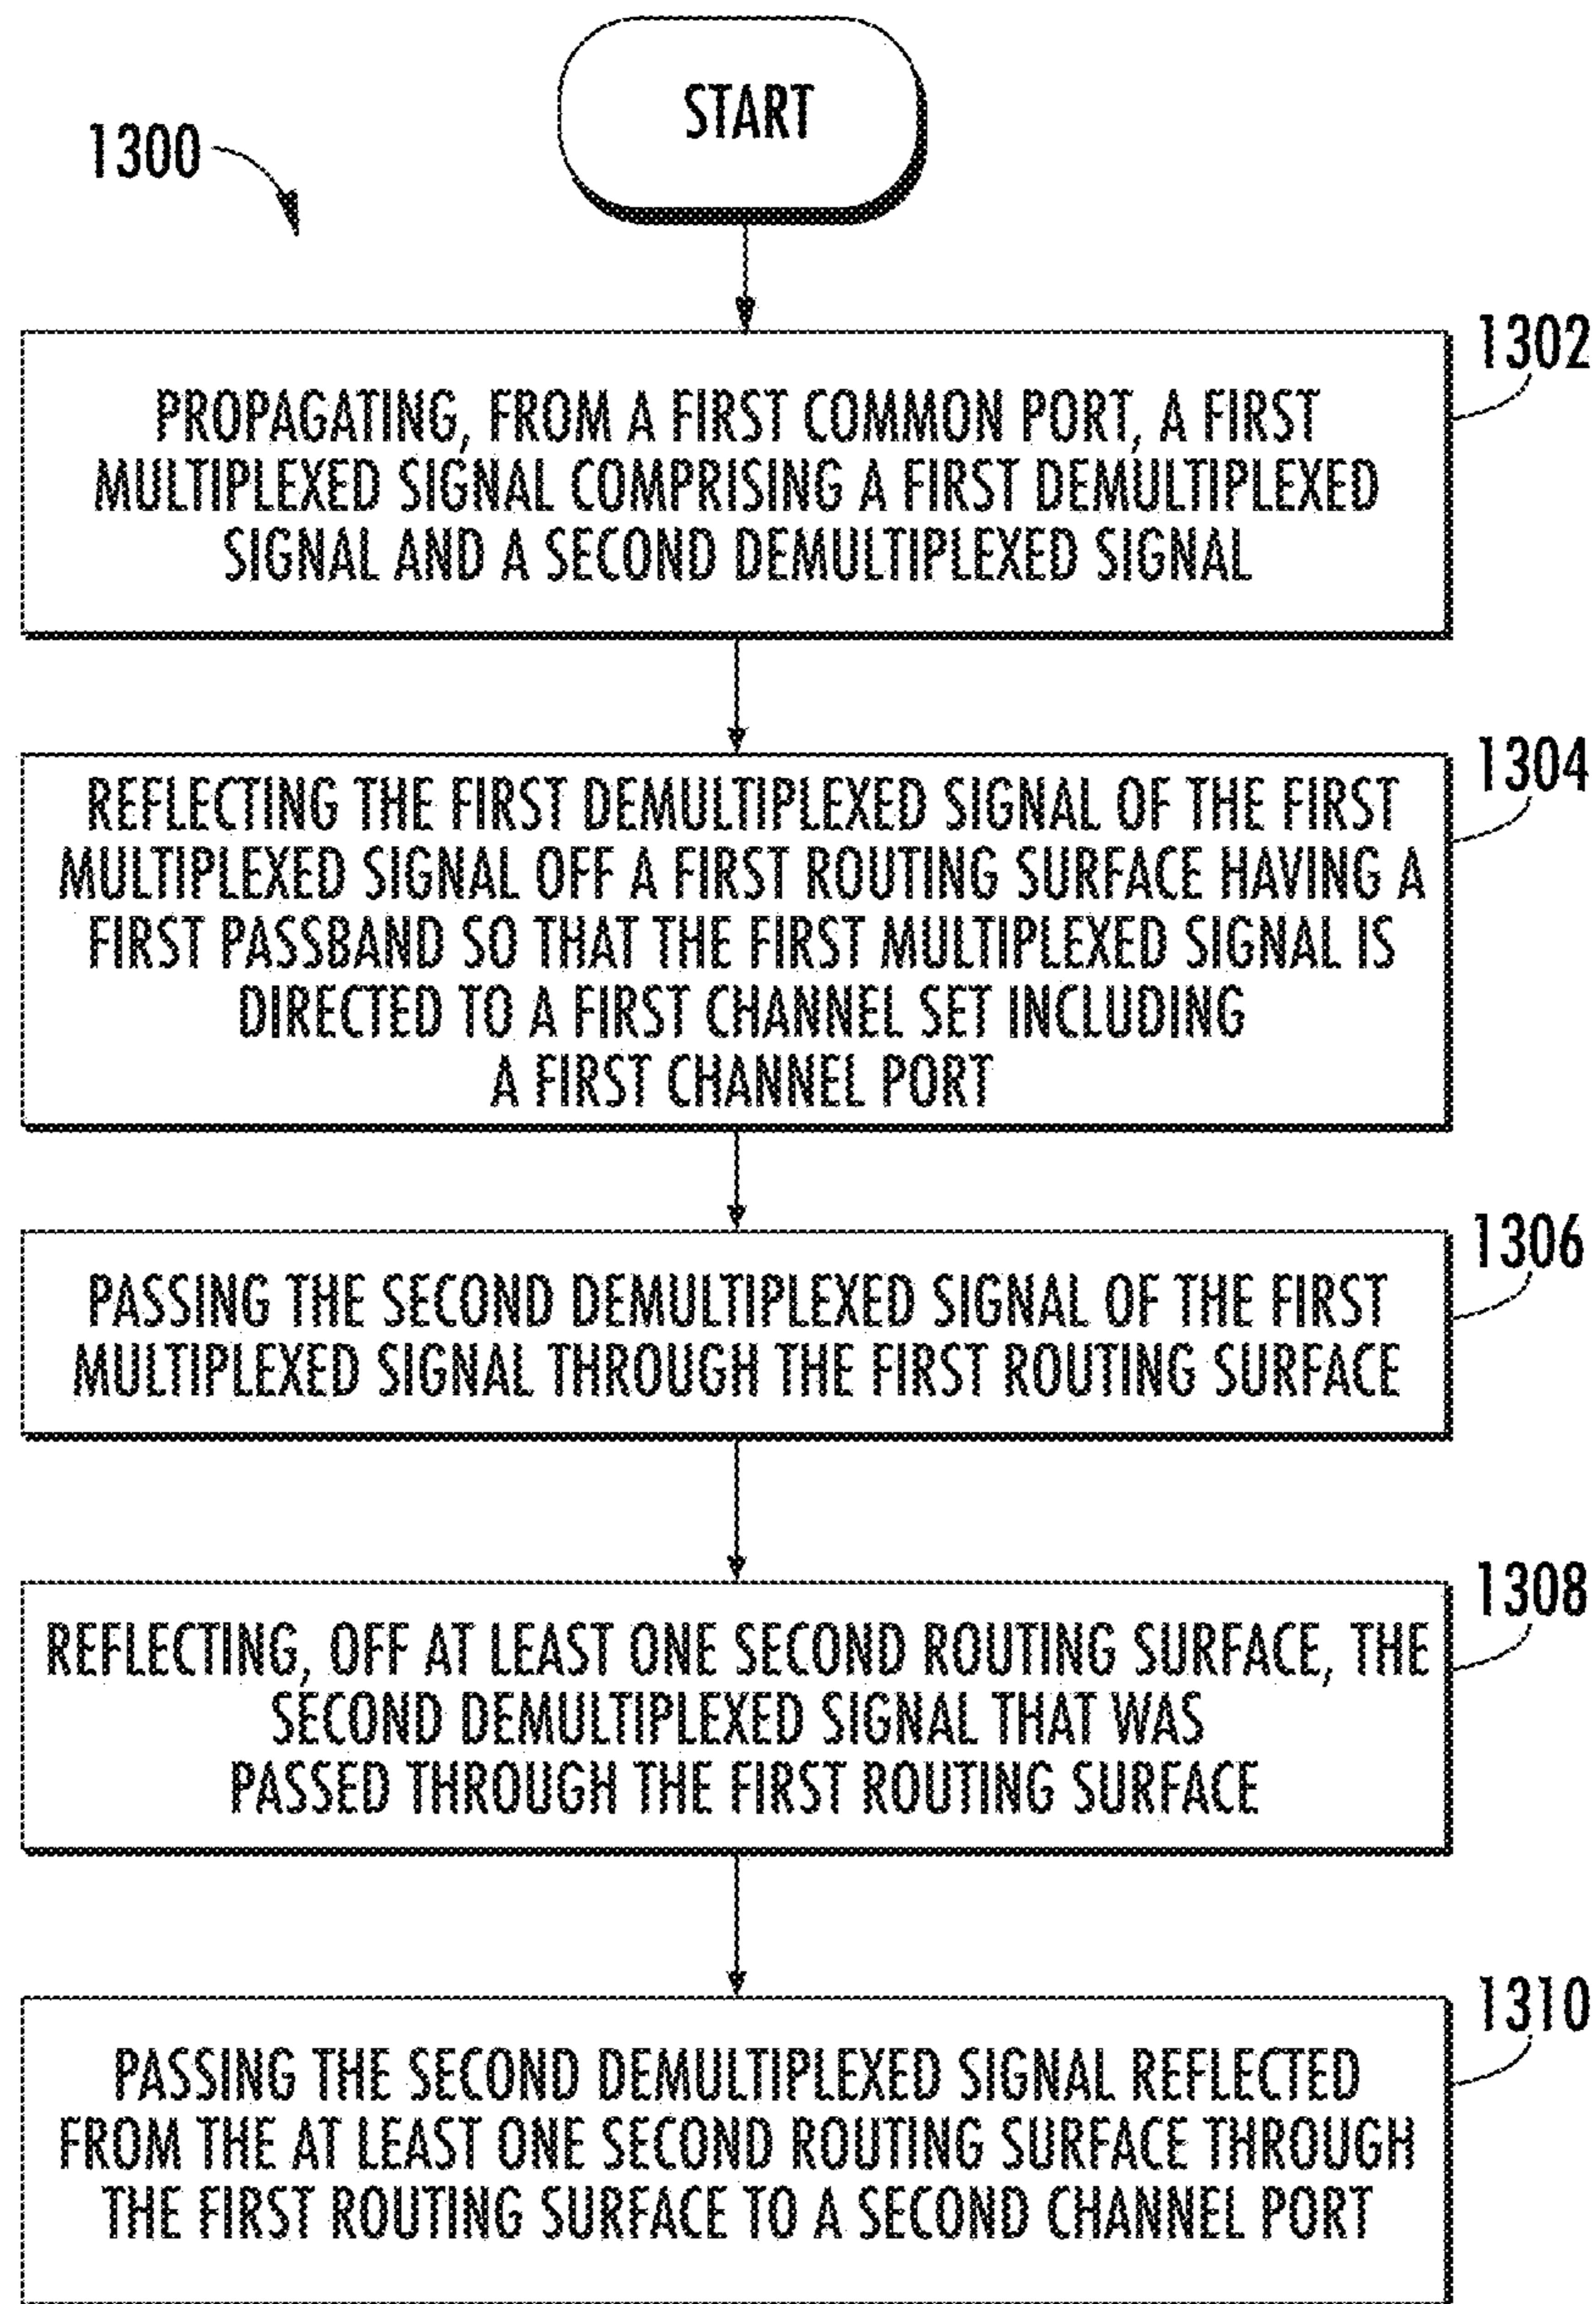 START
1300
1302
PROPAGATING, FROM A FIRST COMMON PORT, A FIRST
MULTIPLEXED SIGNAL COMPRISING A FIRST DEMULTIPLEXED
SIGNAL AND A SECOND DEMULTIPLEXED SIGNAL
1304
REFLECTING THE FIRST DEMULTIPLEXED SIGNAL OF THE FIRST
MULTIPLEXED SIGNAL OFF A FIRST ROUTING SURFACE HAVING A
FIRST PASSBAND SO THAT THE FIRST MULTIPLEXED SIGNAL IS
DIRECTED TO A FIRST CHANNEL SET INCLUDING
A FIRST CHANNEL PORT
1306
PASSING THE SECOND DEMULTIPLEXED SIGNAL OF THE FIRST
MULTIPLEXED SIGNAL THROUGH THE FIRST ROUTING SURFACE
1308
REFLECTING, OFF AT LEAST ONE SECOND ROUTING SURFACE, THE
SECOND DEMULTIPLEXED SIGNAL THAT WAS
PASSED THROUGH THE FIRST ROUTING SURFACE
1310
PASSING THE SECOND DEMULTIPLEXED SIGNAL REFLECTED
FROM THE AT LEAST ONE SECOND ROUTING SURFACE THROUGH
THE FIRST ROUTING SURFACE TO A SECOND CHANNEL PORT